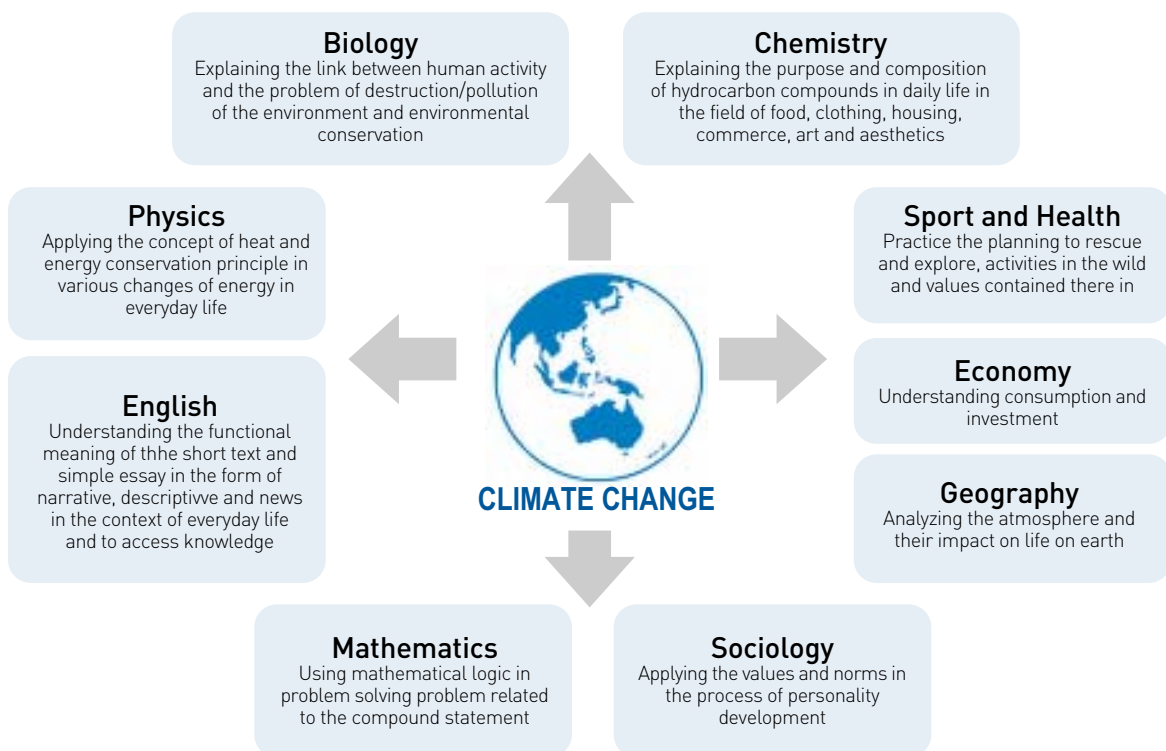 Biology
Explaining the link between human activity
and the problem of destruction/pollution
of the environment and environmental
conservation
Chemistry
Explaining the purpose and composition
of hydrocarbon compounds in daily life in
the field of food, clothing, housing,
commerce, art and aesthetics
Physics
Applying the concept of heat and
energy conservation principle in
various changes of energy in
everyday life
Sport and Health
Practice the planning to rescue
and explore, activities in the wild
and values contained there in
English
Understanding the functional
meaning of thhe short text and
simple essay in the form of
narrative, descriptivve and news
in the context of everyday life
and to access knowledge
Economy
Understanding consumption and
investment
Geography
Analyzing the atmosphere and
their impact on life on earth
CLIMATE CHANGE
Mathematics
Using mathematical logic in
problem solving problem related
to the compound statement
Sociology
Applying the values and norms in
the process of personality
development